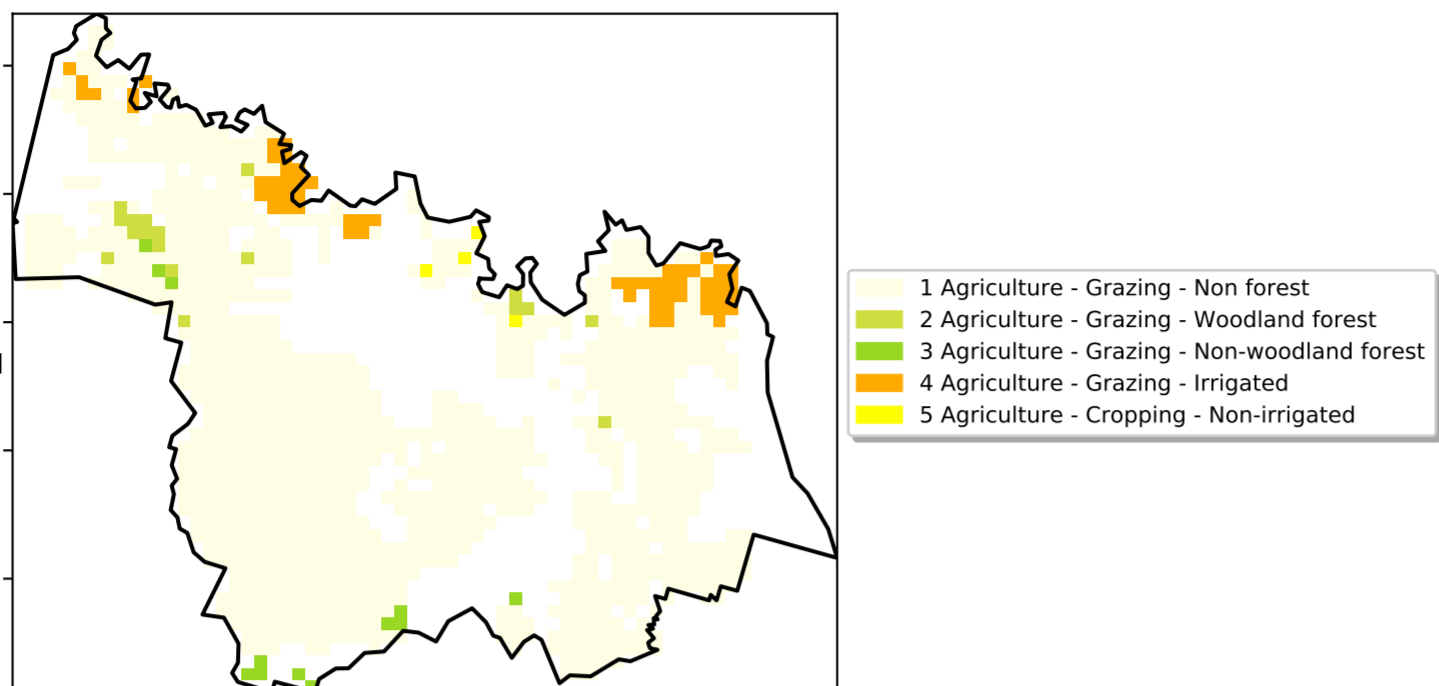 1 Agriculture - Grazing - Non forest
2 Agriculture - Grazing - Woodland forest
3 Agriculture - Grazing - Non-woodland forest
4 Agriculture - Grazing - Irrigated
5 Agriculture - Cropping - Non-irrigated